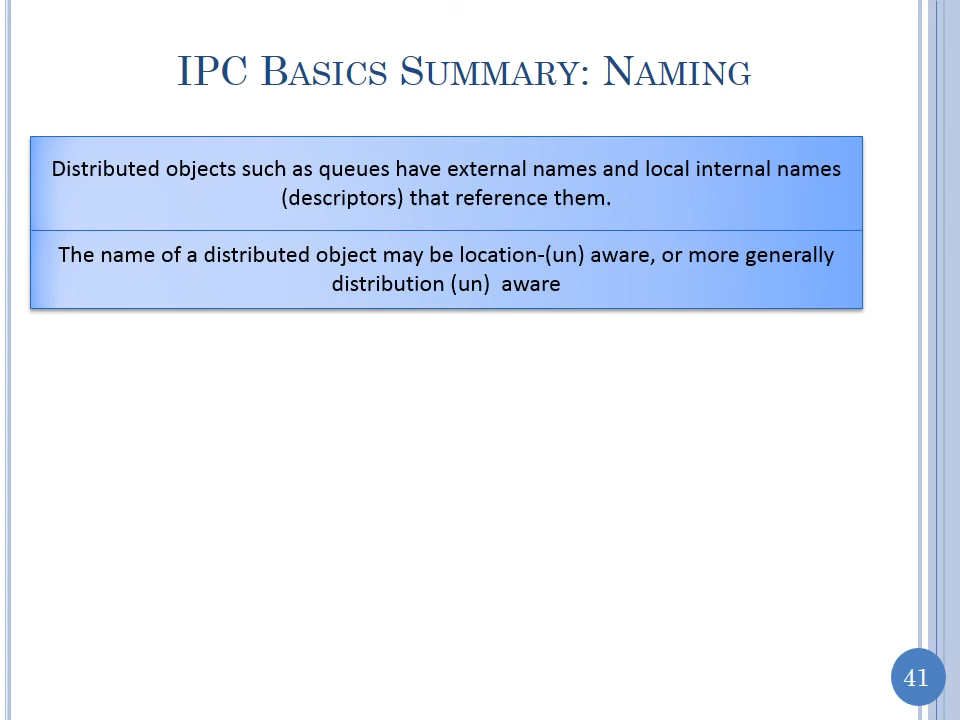 IPC Basics Summary: Naming
Distributed objects such as queues have external names and local internal names
(descriptors) that reference them.
The name of a distributed object may be location-(un) aware, or more generally
distribution (un)  aware
41